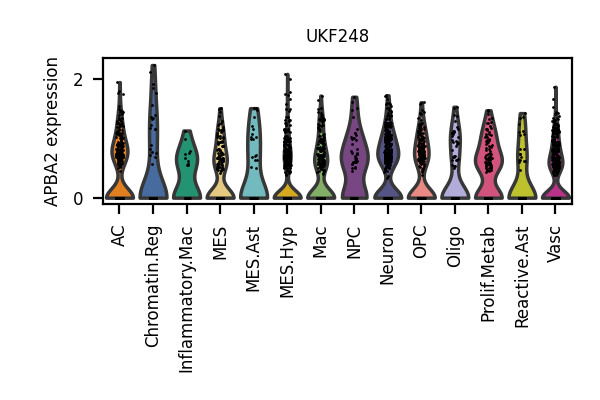 UKF248
APBA2 expression
2
0
AC
Chromatin.Reg
Inflammatory.Mac
MES
MES.Ast
MES.Hyp
Mac
NPC
Neuron
OPC
Oligo
Prolif.Metab
Reactive.Ast
Vasc